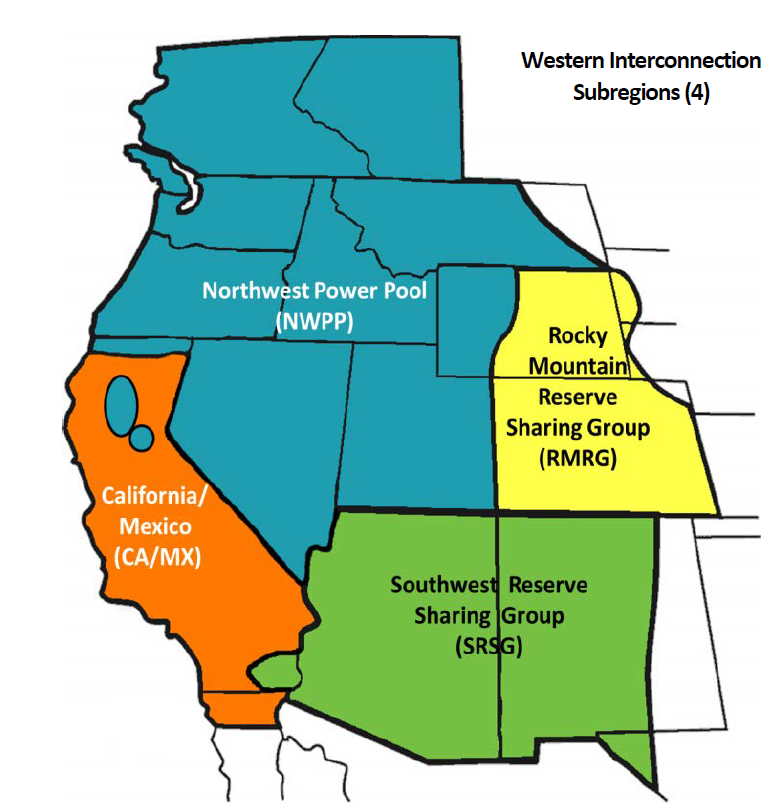 Western Interconnection
Subregions (4)
Northwest Power Pool
(NWPP)
Rocky
Mountain
Reserve
Sharing Group
(RMRG)
California/
Mexico
(CA/MX)
Southwest Reserve
Sharing Group
(SRSG)